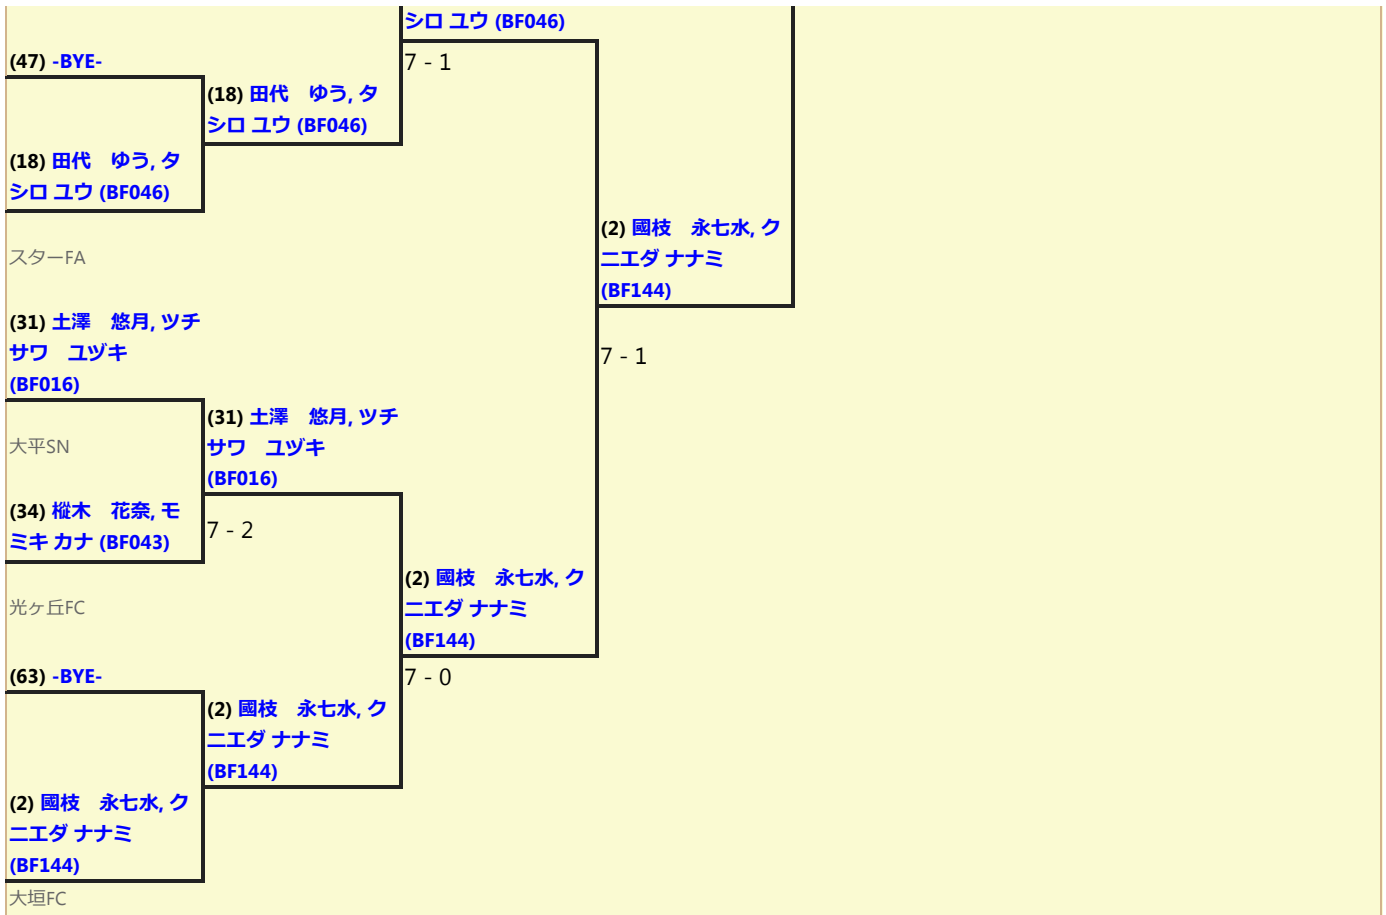 シロ ユウ (BF046)
7 - 1
(47) -BYE-
(18) 田代　ゆう, タ
シロ ユウ (BF046)
(18) 田代　ゆう, タ
シロ ユウ (BF046)
スターFA
(2) 國枝　永七水, ク
ニエダ ナナミ
(BF144)
7 - 1
(31) 土澤　悠月, ツチ
サワ　ユヅキ
(BF016)
大平SN
(31) 土澤　悠月, ツチ
サワ　ユヅキ
(BF016)
7 - 2
(34) 樅木　花奈, モ
ミキ カナ (BF043)
光ヶ丘FC
(2) 國枝　永七水, ク
ニエダ ナナミ
(BF144)
7 - 0
(63) -BYE-
(2) 國枝　永七水, ク
ニエダ ナナミ
(BF144)
(2) 國枝　永七水, ク
ニエダ ナナミ
(BF144)
大垣FC